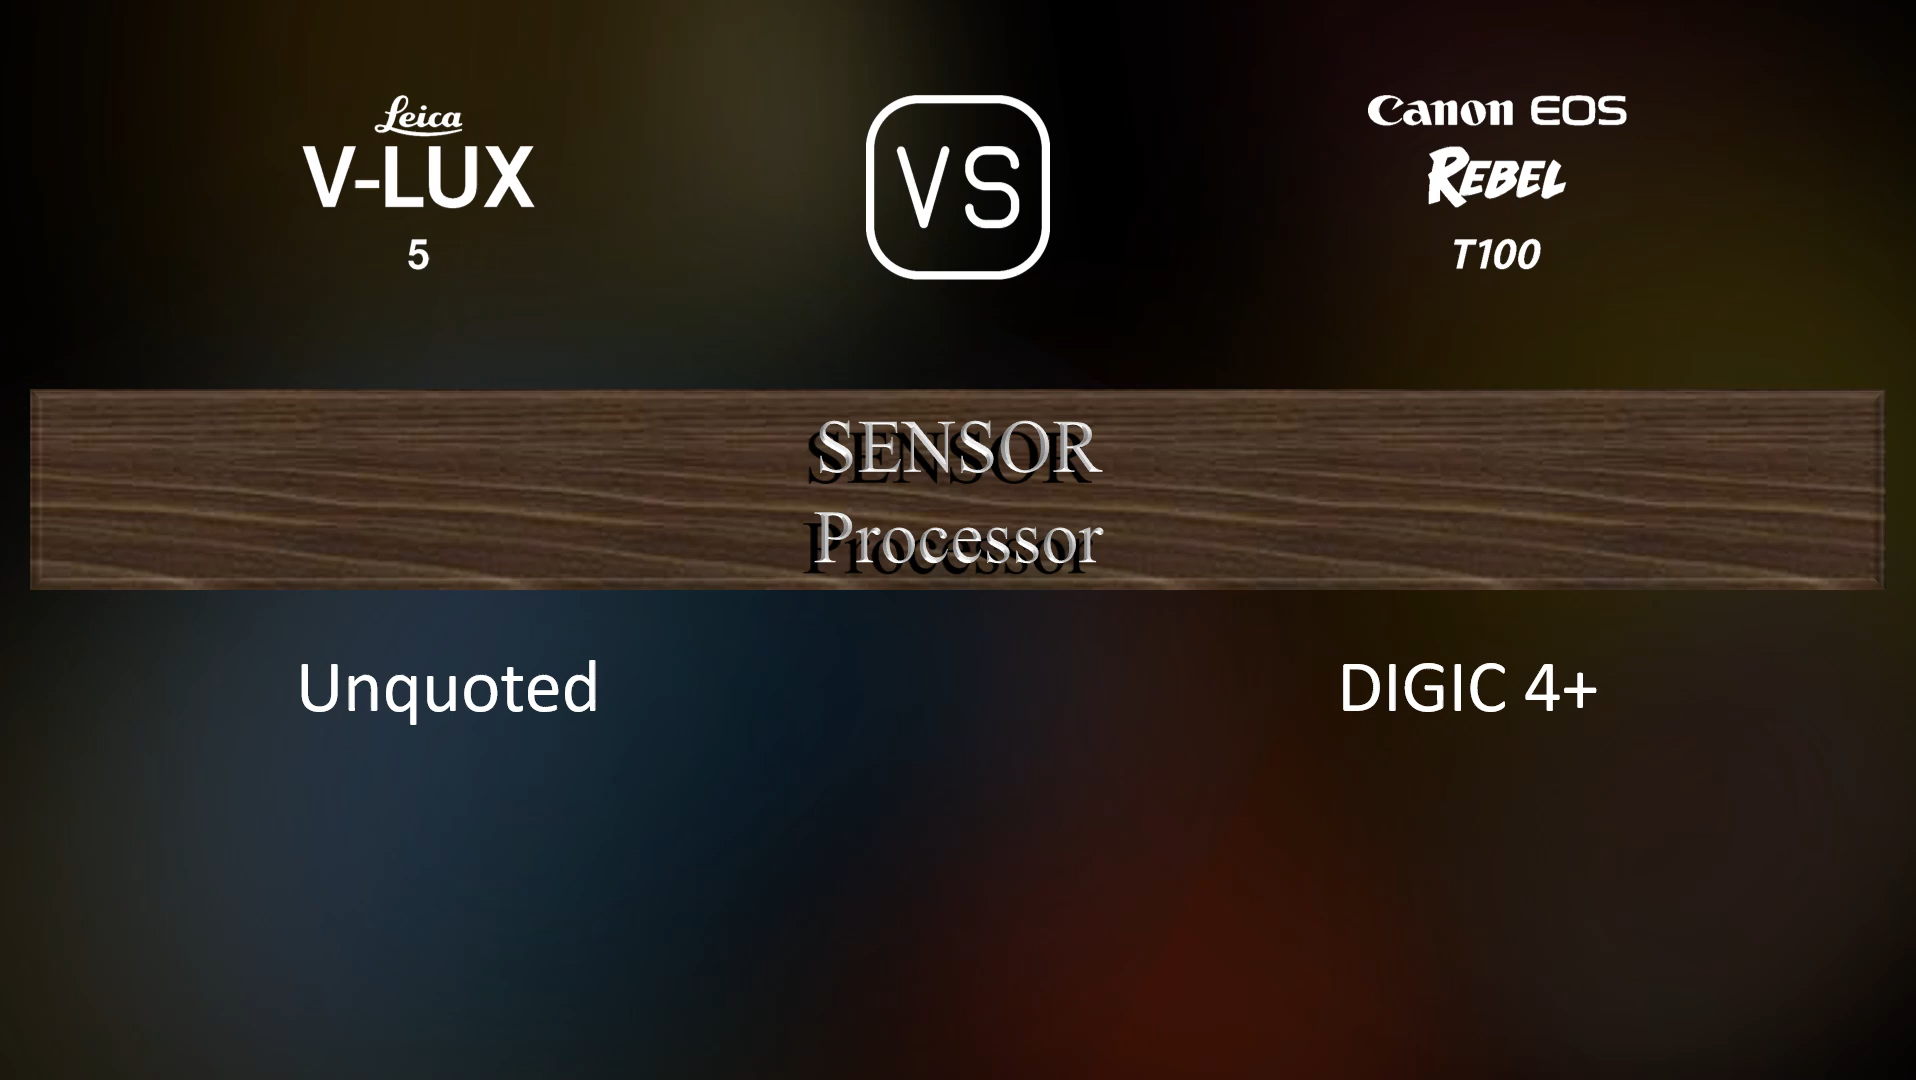 Leica
V-LUX
5
VS
Canon EOS
REBEL
T100
SENSOR
Processor
Unquoted
DIGIC 4+